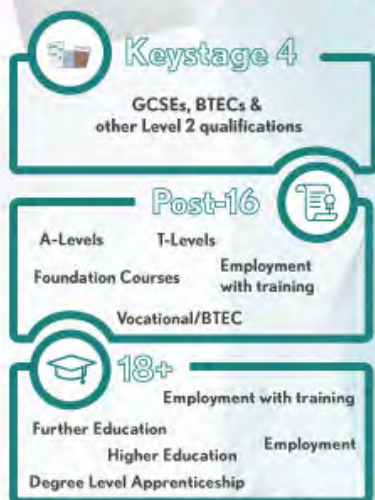 Keystage 4
GCSEs, BTECs &
other Level 2 qualifications
Post-16
A-Levels T-Levels
Foundation Courses
Employment
with training
Vocational/BTEC
18+
Employment with training
Further Education
Higher Education
Employment
Degree Level Apprenticeship